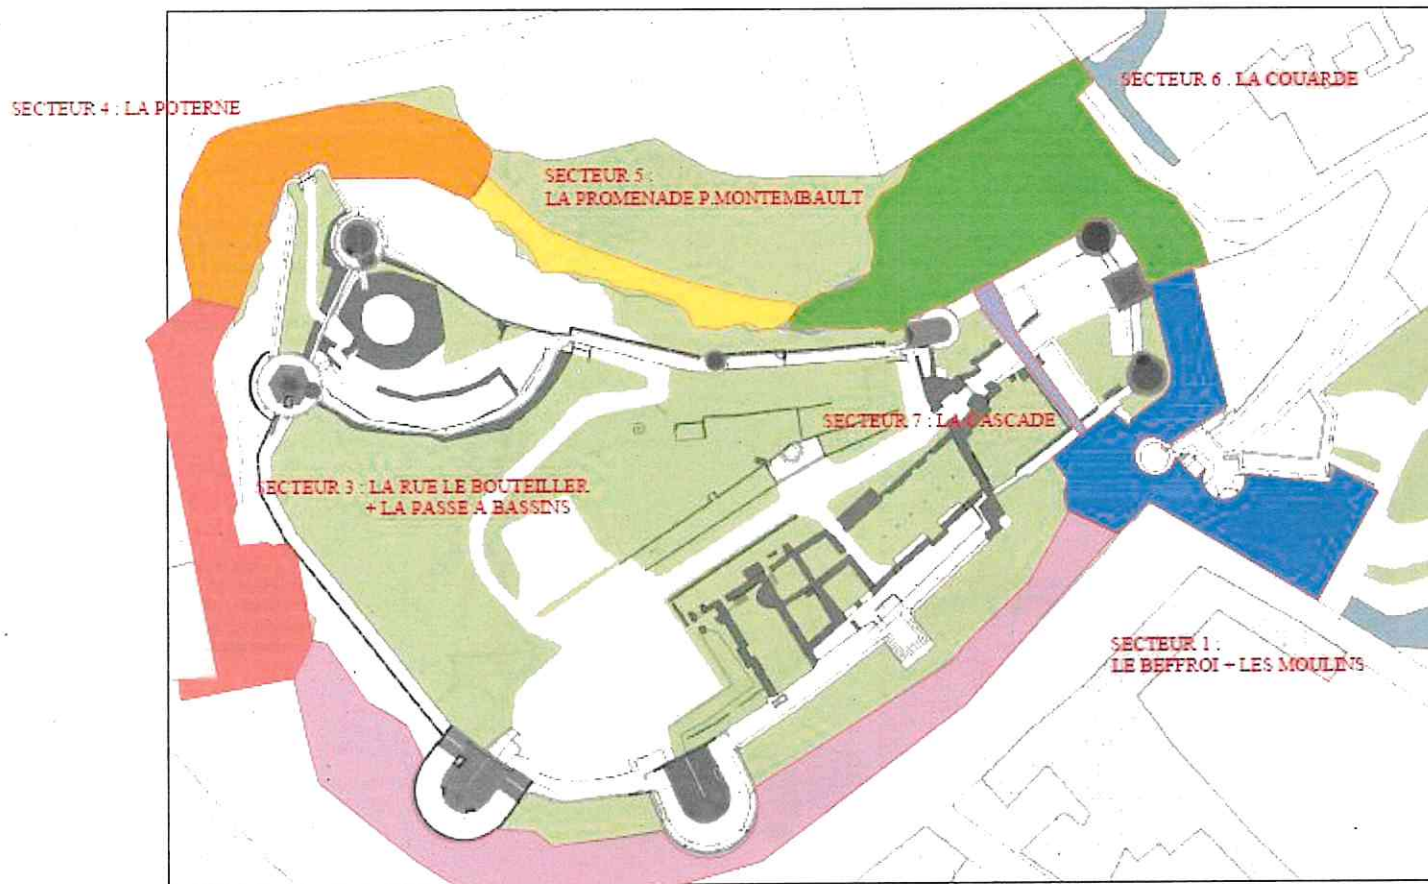 SECTEUR 6 : LA COUARDE
SECTEUR 4 : LA POTERNE
SECTEUR 5 :
LA PROMENADE P.MONTEMBAULT
SECTEUR 7 : LA CASCADE
SECTEUR 3 : LA RUE LE BOUTEILLER
+ LA PASSE A BASSINS
SECTEUR 1 :
LE BEFFROI + LES MOULINS